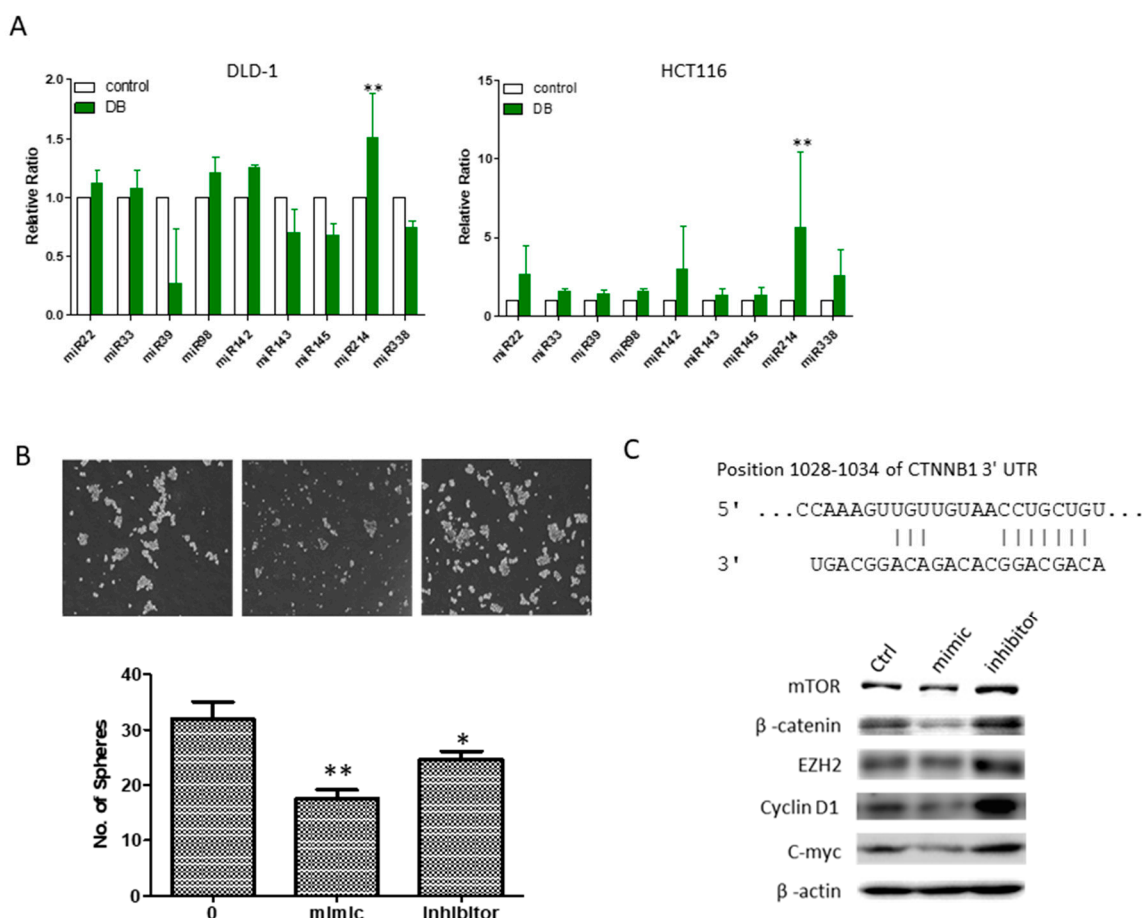 A
DLD-1
2.0
1.5
1.0
0.5
0.0
Relative Ratio
control
DB
**
miR22
miR33
miR39
miR98
miR142
miR143
miR145
miR214
miR338
HCT116
15
10
5
0
Relative Ratio
control
DB
**
miR22
miR33
miR39
miR98
miR142
miR143
miR145
miR214
miR338
B
40
30
20
10
0
No. of Spheres
**
*
0
mimic
inhibitor
C
Position 1028-1034 of CTNNB1 3' UTR
5' ...CCAAAGUUGUUGUAACCUGCUGU...
||| |||||||
3' UGACGGACAGACACGGACGACA
Ctrl mimic inhibitor
mTOR
β-catenin
EZH2
Cyclin D1
C-myc
β-actin